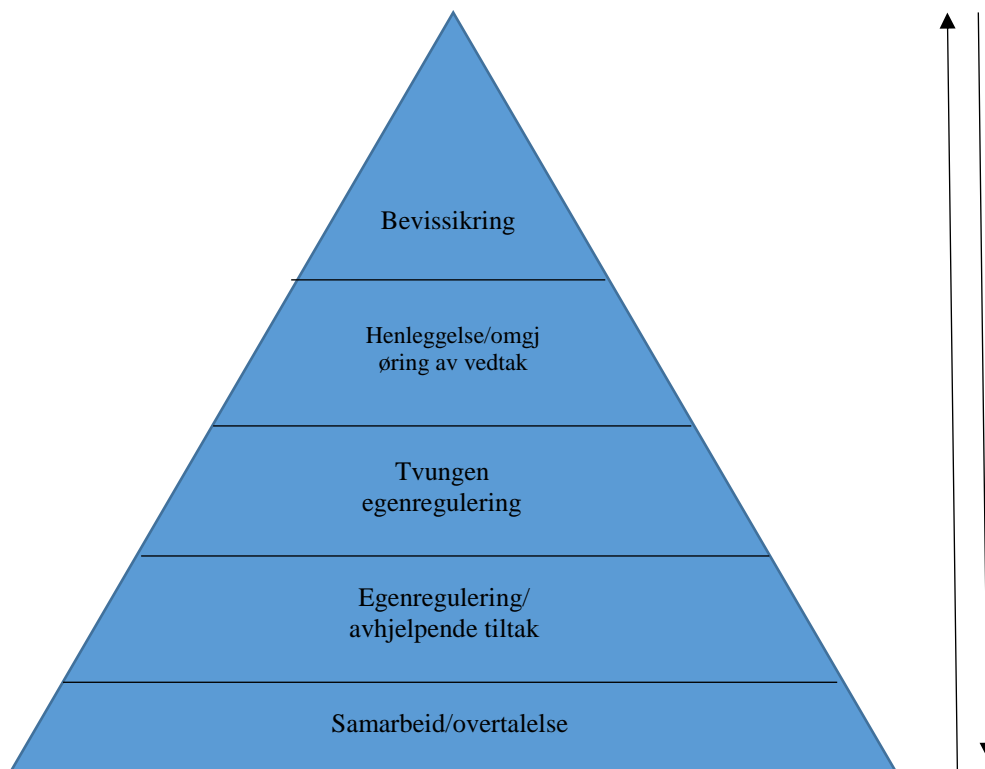 Bevissikring
Henleggelse/omgj
øring av vedtak
Tvungen
egenregulering
Egenregulering/
avhjelpende tiltak
Samarbeid/overtalelse